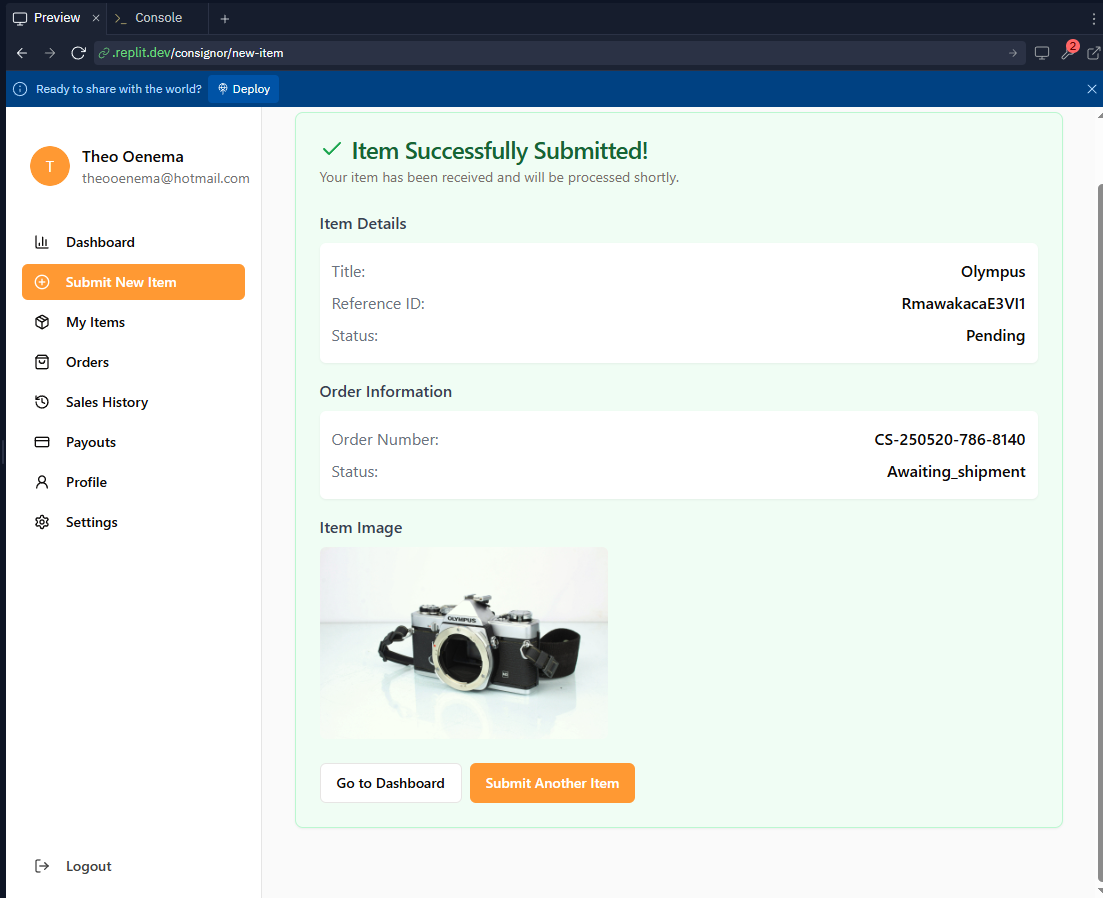 Preview
Console
.replit.dev/consignor/new-item
2
Ready to share with the world?
Deploy
T
Theo Oenema
theooenema@hotmail.com
Dashboard
Submit New Item
My Items
Orders
Sales History
Payouts
Profile
Settings
Logout
Item Successfully Submitted!
Your item has been received and will be processed shortly.
Item Details
Title: Olympus
Reference ID: RmawakacaE3VI1
Status: Pending
Order Information
Order Number: CS-250520-786-8140
Status: Awaiting_shipment
Item Image
OLYMPUS
Go to Dashboard
Submit Another Item